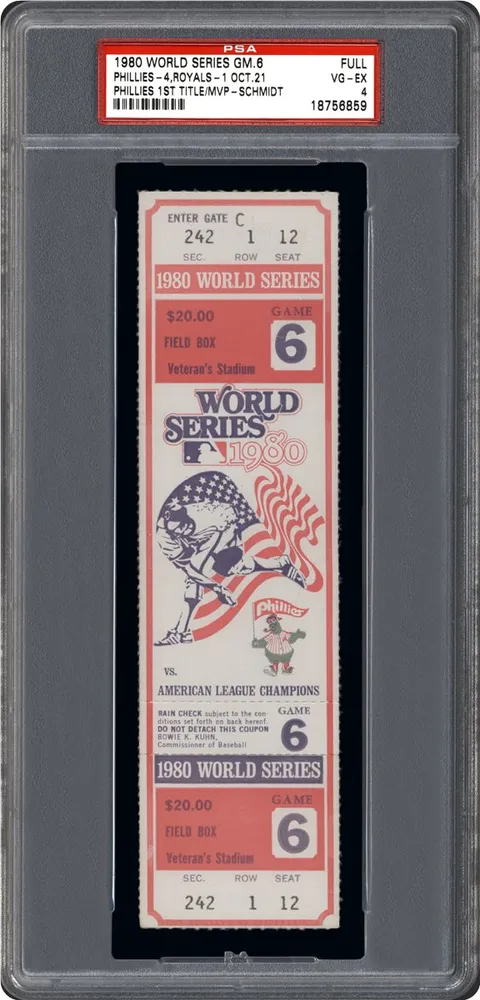 PSA
1980 WORLD SERIES GM.6 FULL
PHILLIES-4,ROYALS-1 OCT.21 VG-EX
PHILLIES 1ST TITLE/MVP-SCHMIDT 4
18756859
ENTER GATE C
242 1 12
SEC. ROW SEAT
1980 WORLD SERIES
$20.00
GAME
6
FIELD BOX
Veteran's Stadium
WORLD
SERIES
1980
Phillies
VS.
AMERICAN LEAGUE CHAMPIONS
RAIN CHECK subject to the con-
ditions set forth on back hereof.
DO NOT DETACH THIS COUPON
BOWIE K. KUHN,
Commissioner of Baseball
GAME
6
1980 WORLD SERIES
$20.00
GAME
6
FIELD BOX
Veteran's Stadium
SEC. ROW SEAT
242 1 12
PSA